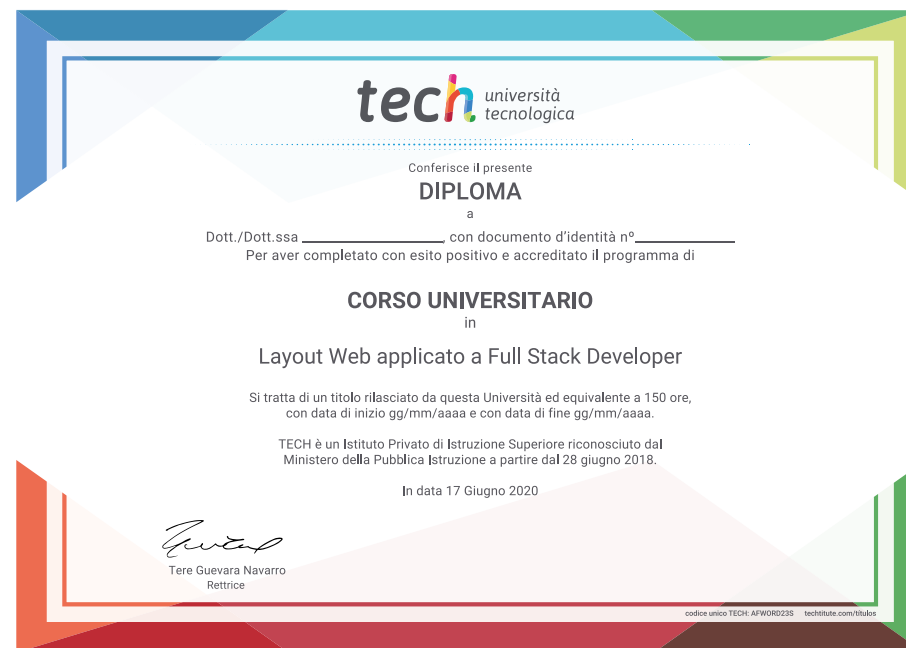 tech università
tecnologica
Conferisce il presente
DIPLOMA
a
Dott./Dott.ssa ________________, con documento d'identità nº____________
Per aver completato con esito positivo e accreditato il programma di
CORSO UNIVERSITARIO
in
Layout Web applicato a Full Stack Developer
Si tratta di un titolo rilasciato da questa Università ed equivalente a 150 ore,
con data di inizio gg/mm/aaaa e con data di fine gg/mm/aaaa.
TECH è un Istituto Privato di Istruzione Superiore riconosciuto dal
Ministero della Pubblica Istruzione a partire dal 28 giugno 2018.
In data 17 Giugno 2020
Tere Guevara Navarro
Rettrice
codice unico TECH: AFWORD23S techtitute.com/titulos